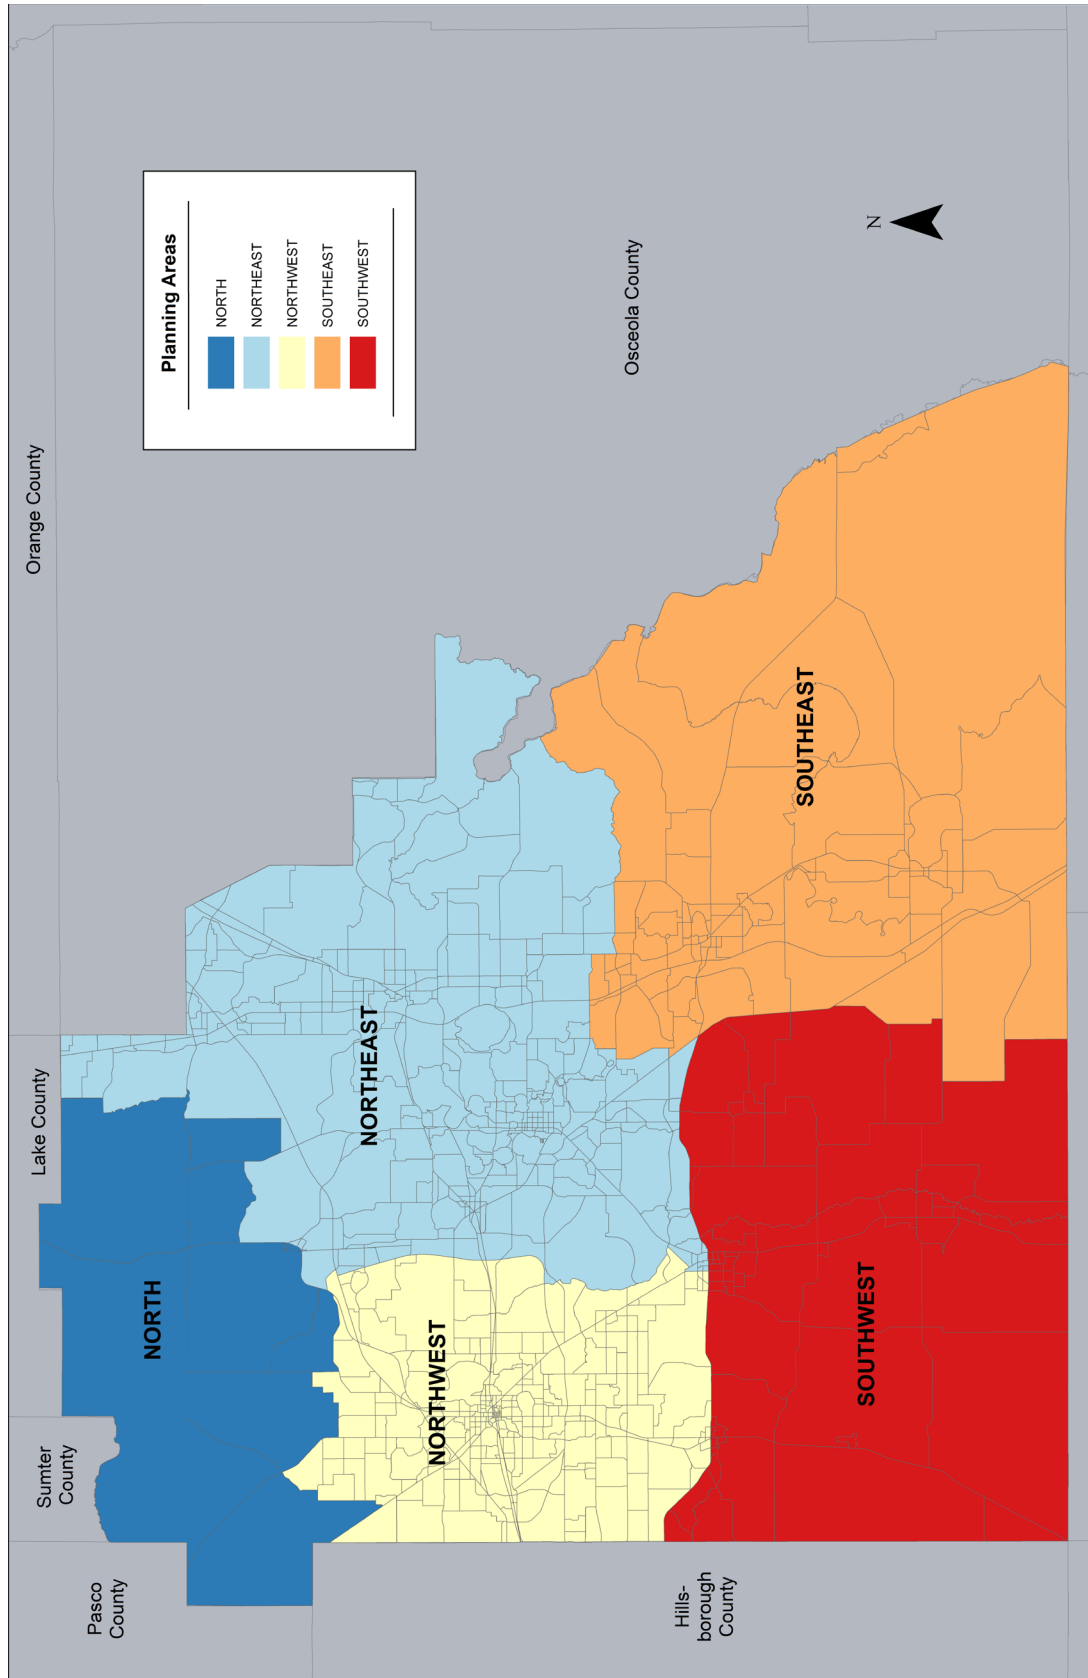 Orange County
Lake County
Sumter
County
Pasco
County
Planning Areas
NORTH
NORTHEAST
NORTHWEST
SOUTHEAST
SOUTHWEST
Osceola County
N
NORTH
NORTHEAST
NORTHWEST
SOUTHEAST
SOUTHWEST
Hills-
borough
County